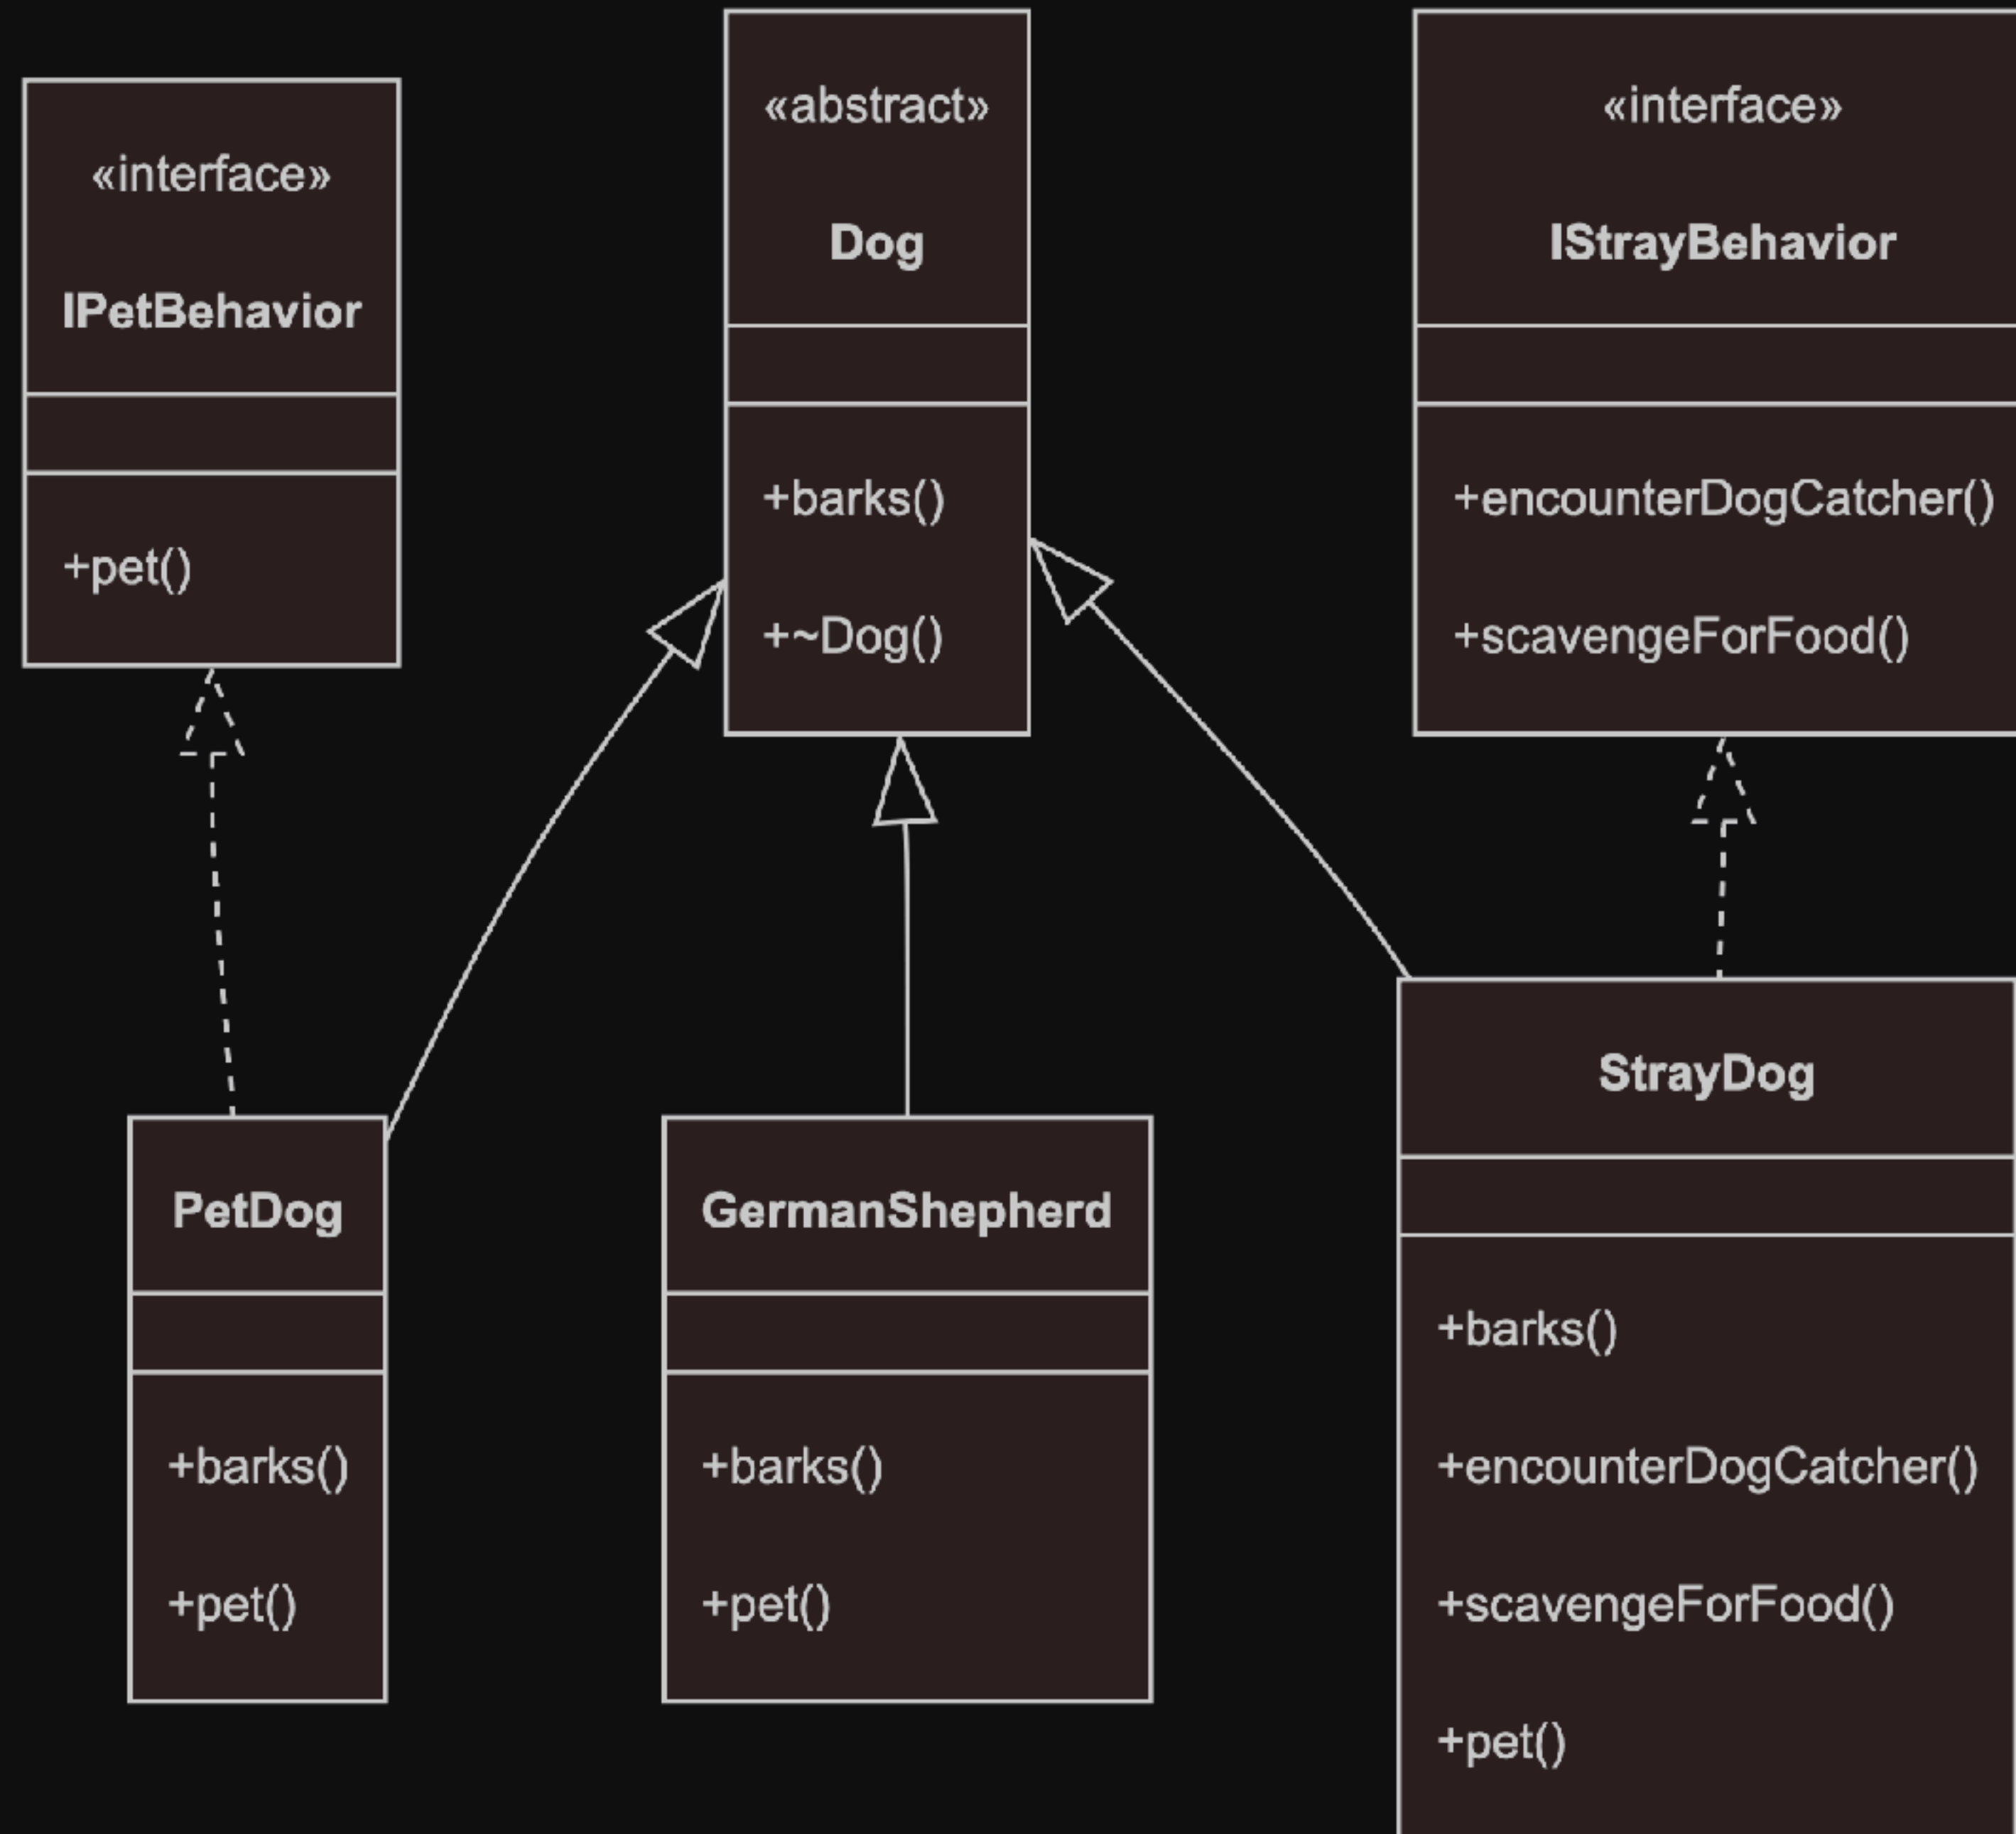 «interface»
IPetBehavior
+pet()
«abstract»
Dog
+barks()
+~Dog()
«interface»
IStrayBehavior
+encounterDogCatcher()
+scavengeForFood()
PetDog
+barks()
+pet()
GermanShepherd
+barks()
+pet()
StrayDog
+barks()
+encounterDogCatcher()
+scavengeForFood()
+pet()